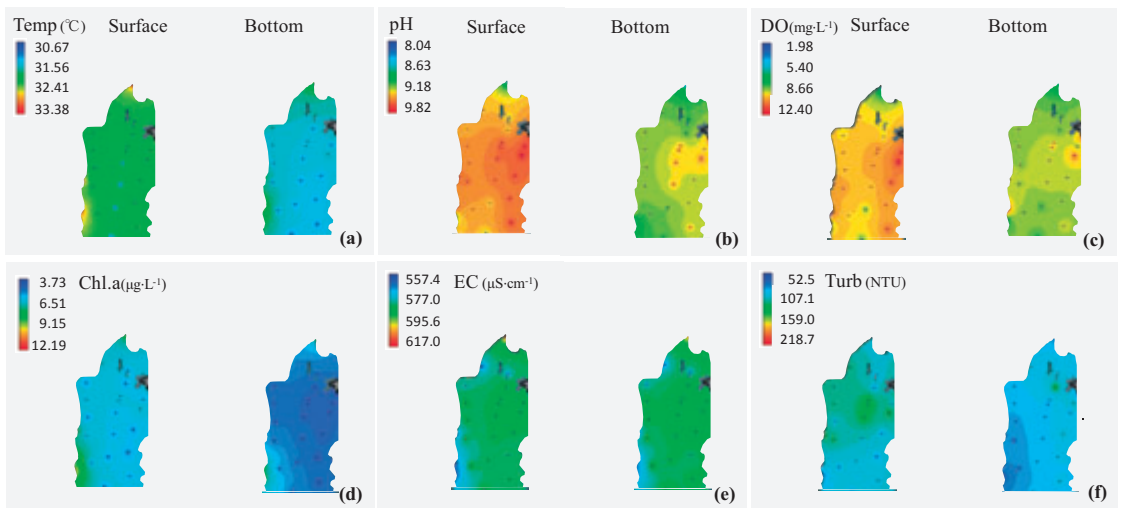 Temp (℃) Surface Bottom
30.67
31.56
32.41
33.38
(a)
pH Surface Bottom
8.04
8.63
9.18
9.82
(b)
DO(mg·L⁻¹) Surface Bottom
1.98
5.40
8.66
12.40
(c)
Chl.a(μg·L⁻¹)
3.73
6.51
9.15
12.19
(d)
EC (μS·cm⁻¹)
557.4
577.0
595.6
617.0
(e)
Turb (NTU)
52.5
107.1
159.0
218.7
(f)